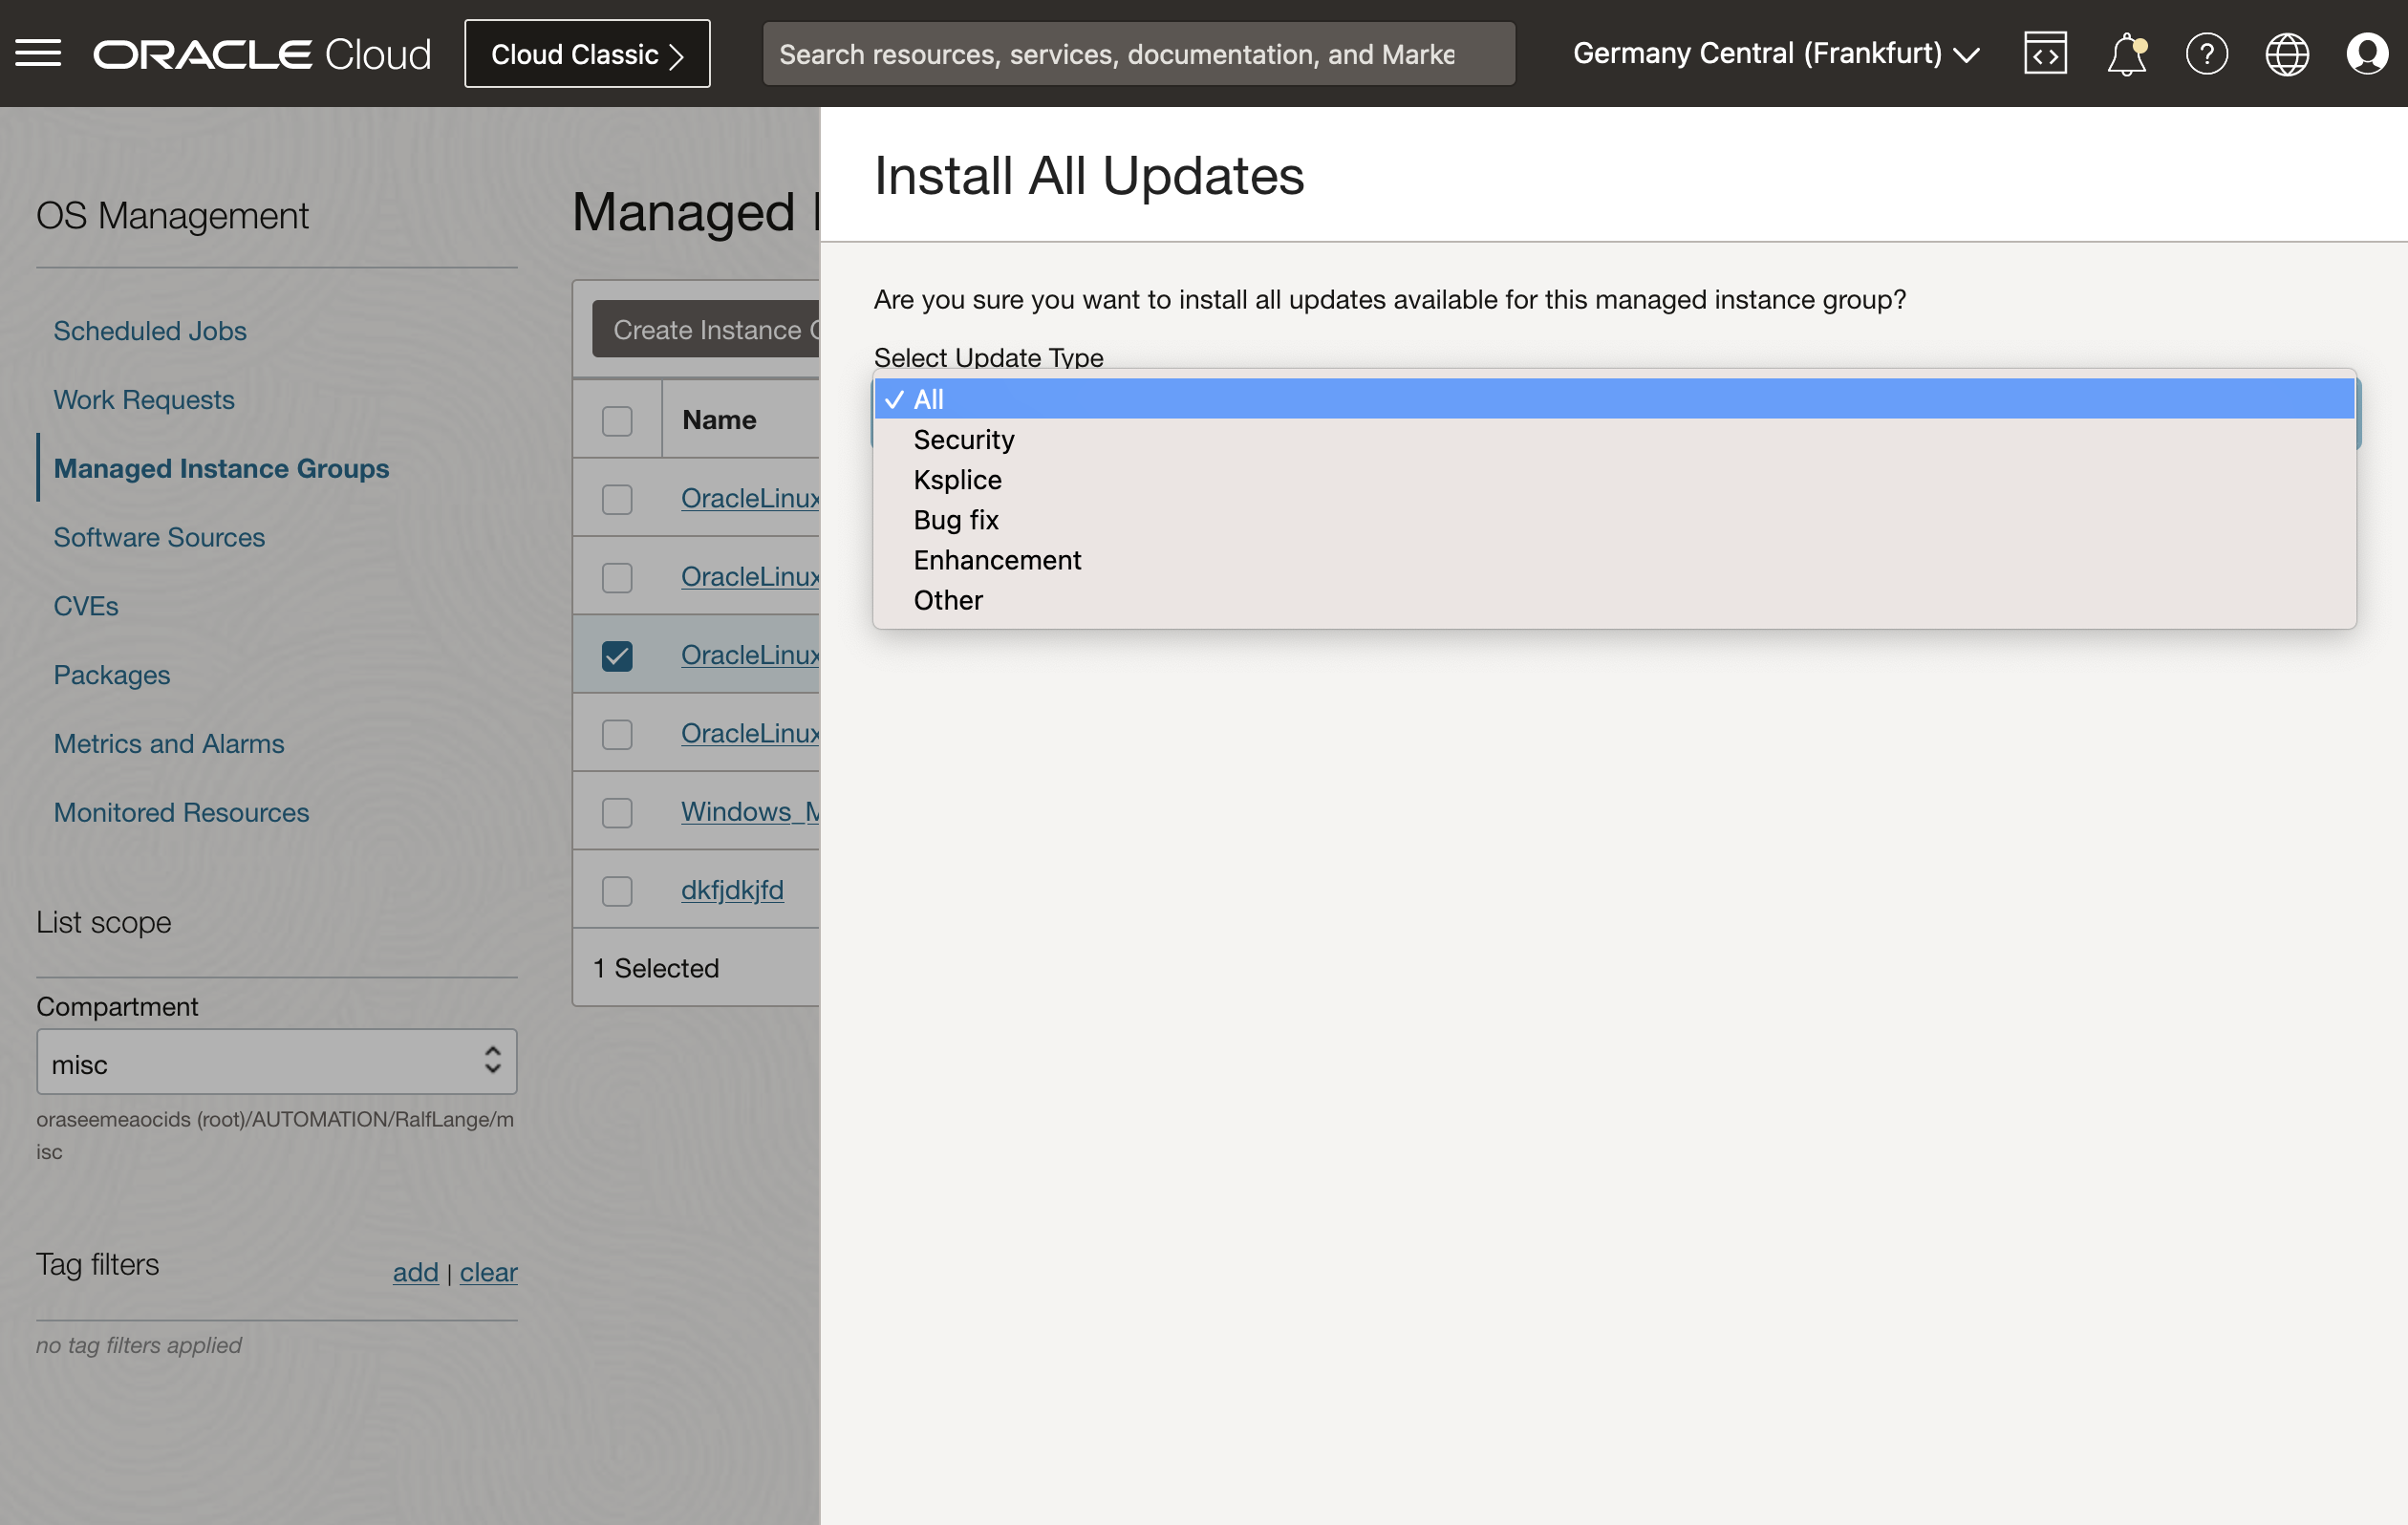 ORACLE Cloud
Cloud Classic
Search resources, services, documentation, and Marke
Germany Central (Frankfurt)
OS Management
Scheduled Jobs
Work Requests
Managed Instance Groups
Software Sources
CVEs
Packages
Metrics and Alarms
Monitored Resources
List scope
Compartment
misc
oraseemeaocids (root)/AUTOMATION/RalfLange/m
isc
Tag filters
add | clear
no tag filters applied
Managed
Create Instance
Name
OracleLinux
OracleLinux
OracleLinux
OracleLinux
Windows_M
dkfjdkjfd
1 Selected
Install All Updates
Are you sure you want to install all updates available for this managed instance group?
Select Update Type
All
Security
Ksplice
Bug fix
Enhancement
Other